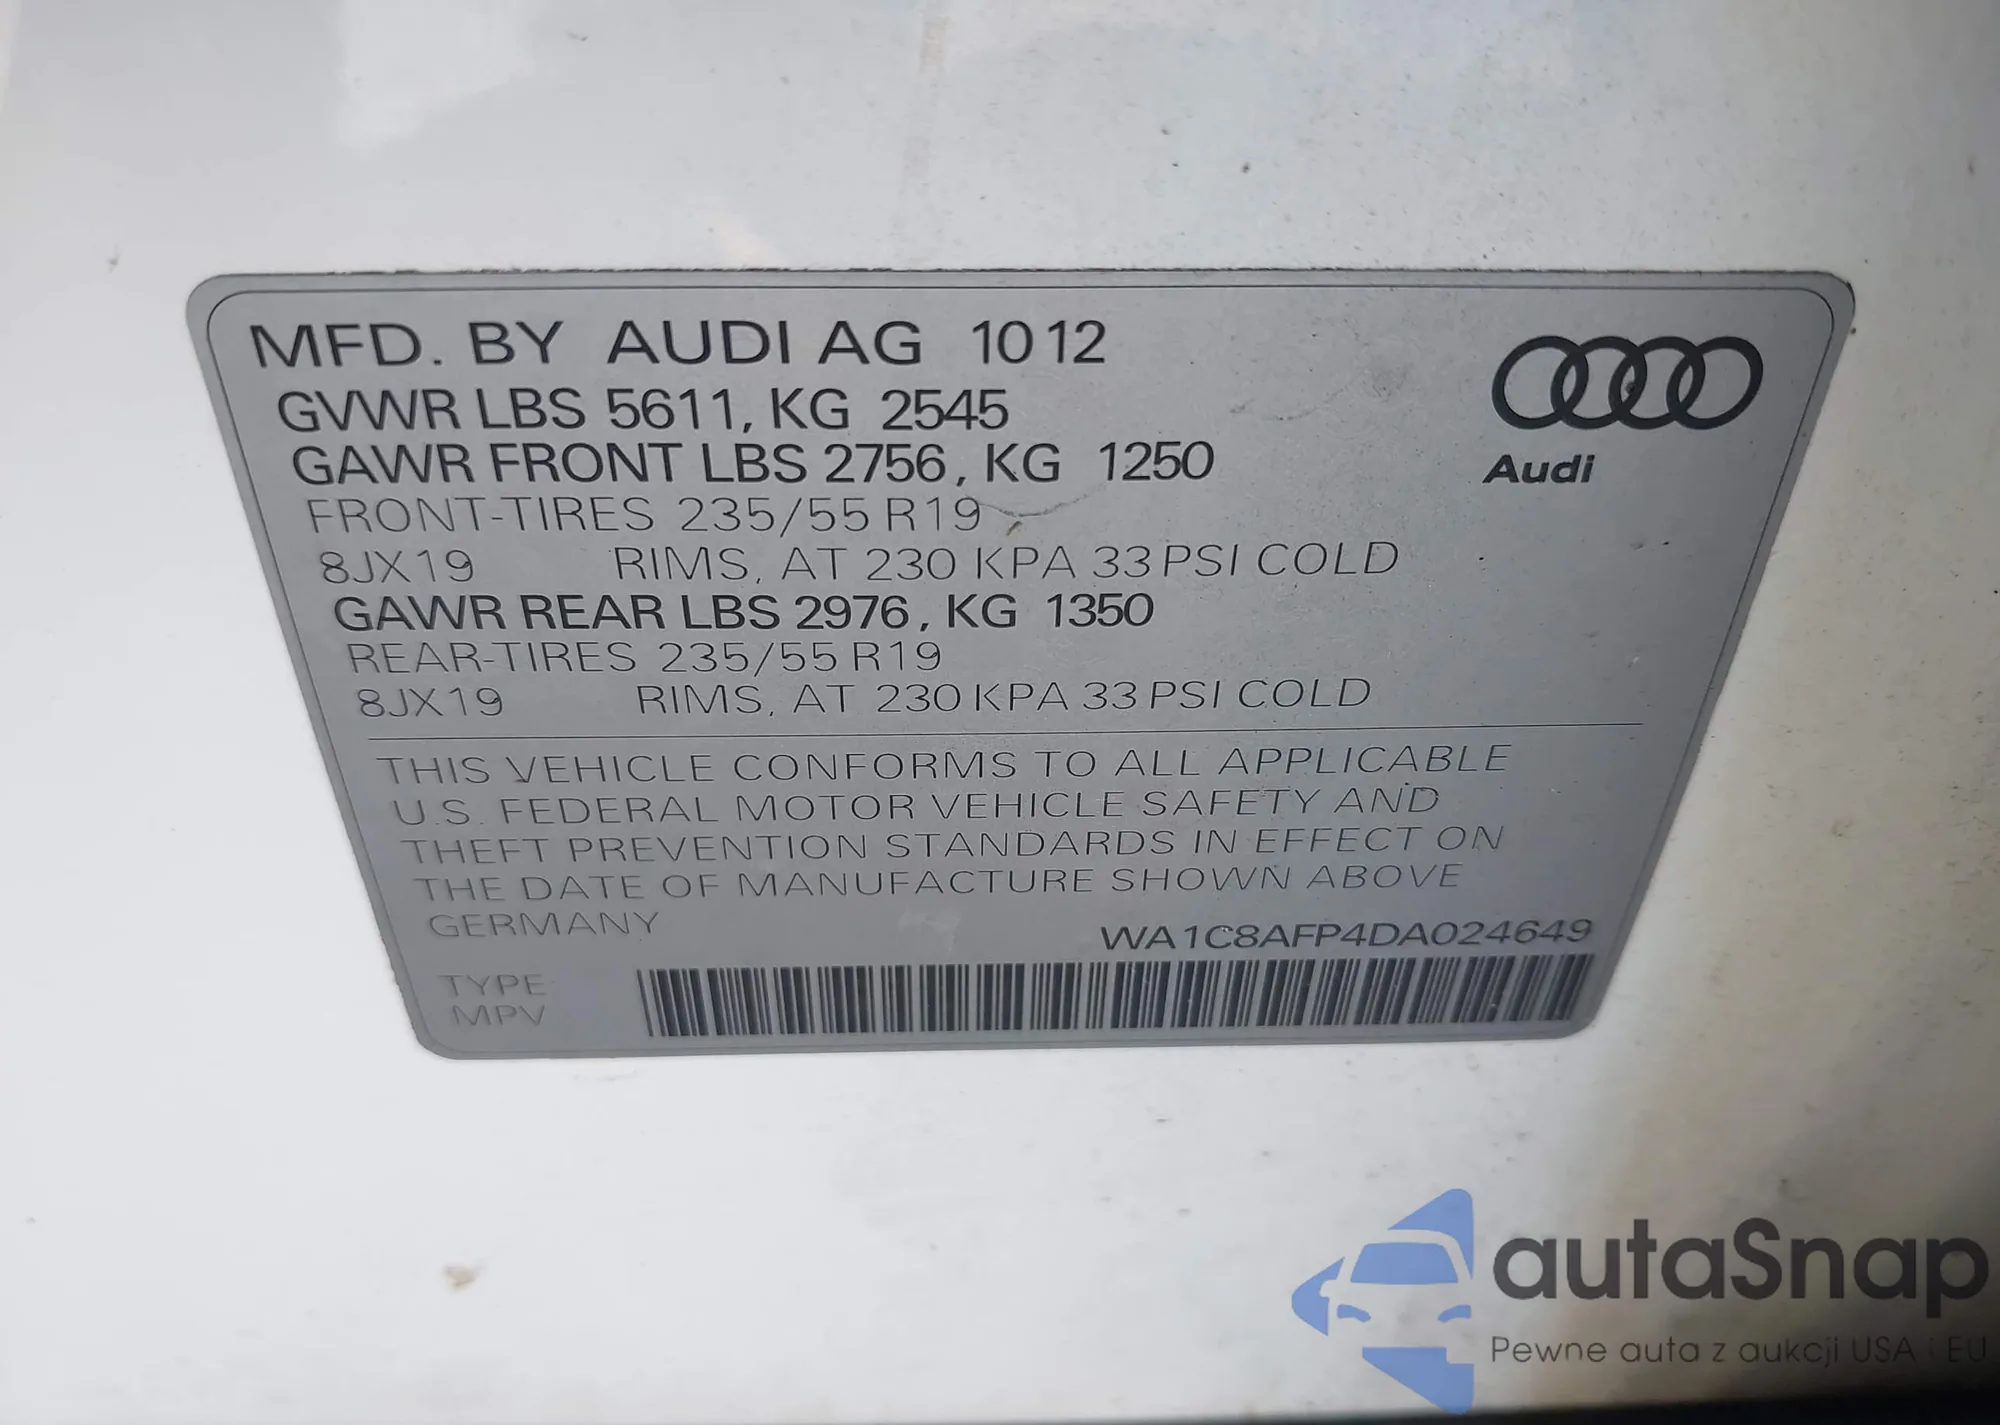 MFD. BY AUDI AG 10 12
GVWR LBS 5611, KG 2545
GAWR FRONT LBS 2756, KG 1250
FRONT-TIRES 235/55 R19
8JX19 RIMS, AT 230 KPA 33 PSI COLD
GAWR REAR LBS 2976, KG 1350
REAR-TIRES 235/55 R19
8JX19 RIMS, AT 230 KPA 33 PSI COLD
Audi
THIS VEHICLE CONFORMS TO ALL APPLICABLE
U.S. FEDERAL MOTOR VEHICLE SAFETY AND
THEFT PREVENTION STANDARDS IN EFFECT ON
THE DATE OF MANUFACTURE SHOWN ABOVE
GERMANY WA1C8AFP4DA024649
TYPE
MPV
autaSnap
Pewne auta z aukcji USA i EU